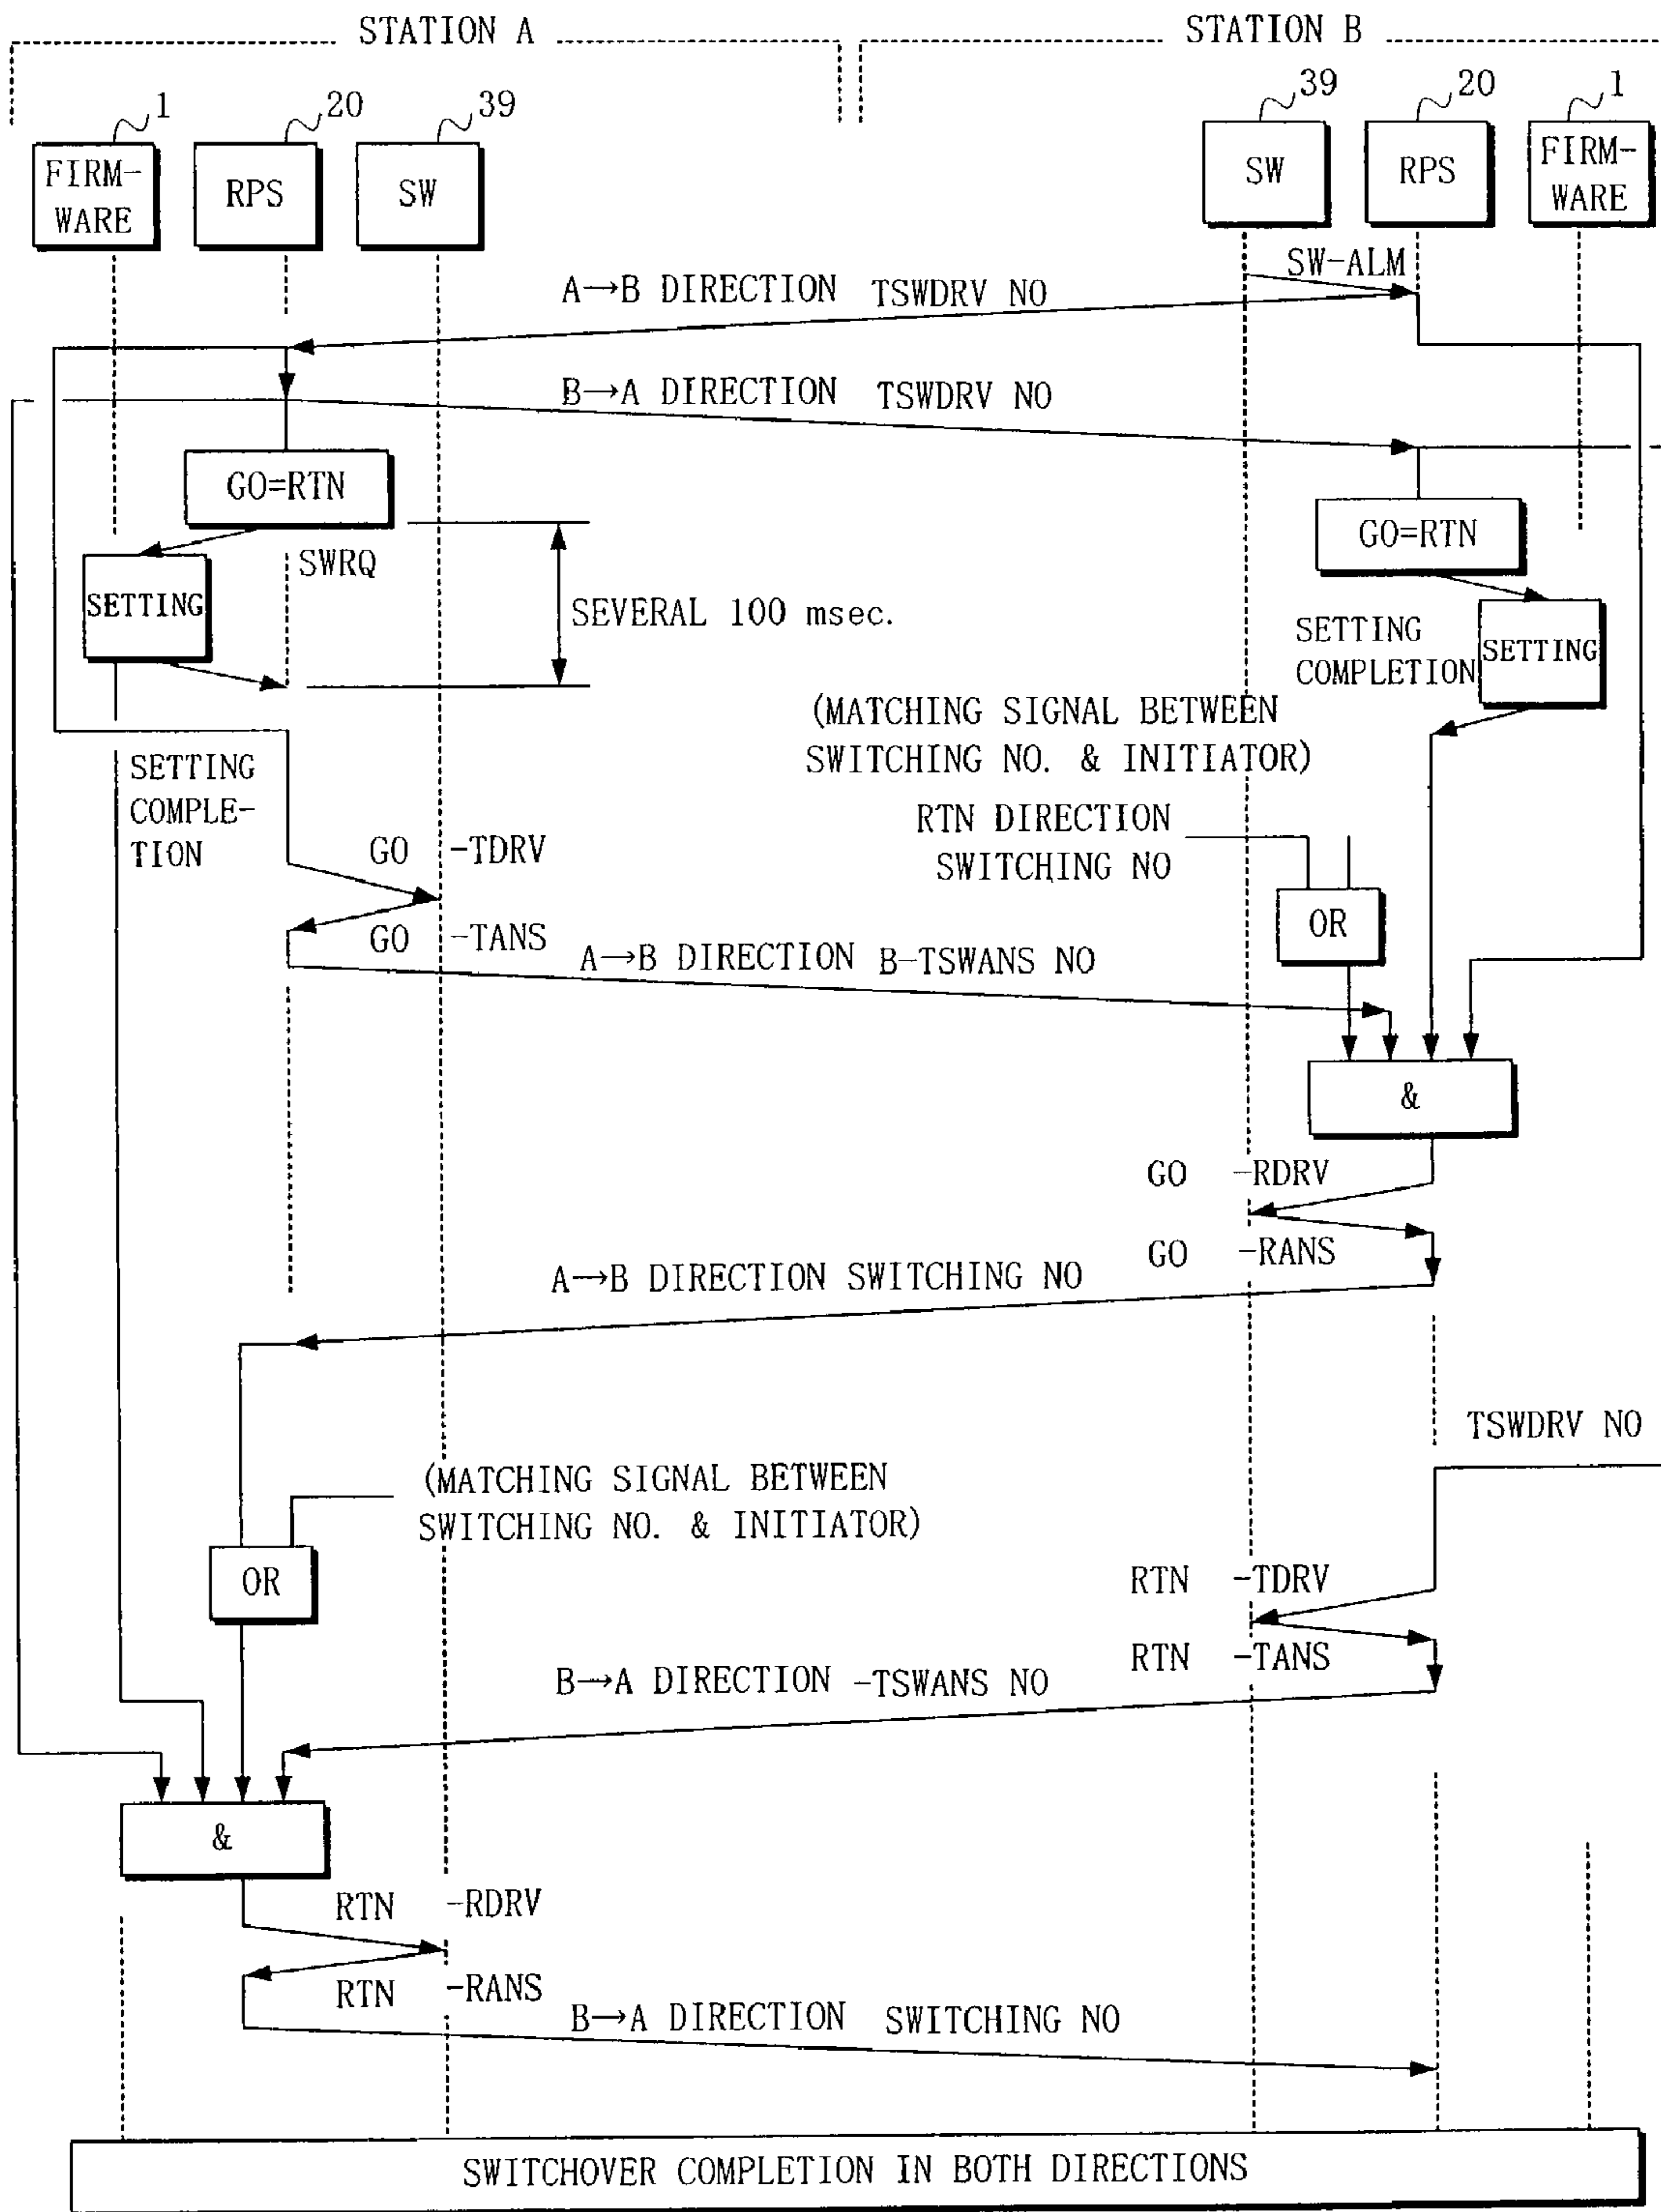 STATION A
STATION B
1
20
39
39
20
1
FIRM-
WARE
RPS
SW
SW
RPS
FIRM-
WARE
SW-ALM
A→B DIRECTION TSWDRV NO
B→A DIRECTION TSWDRV NO
GO=RTN
GO=RTN
SWRQ
SETTING
SEVERAL 100 msec.
SETTING
COMPLETION
SETTING
(MATCHING SIGNAL BETWEEN
SWITCHING NO. & INITIATOR)
SETTING
COMPLE-
TION
RTN DIRECTION
SWITCHING NO
GO -TDRV
OR
GO -TANS
A→B DIRECTION B-TSWANS NO
&
GO -RDRV
GO -RANS
A→B DIRECTION SWITCHING NO
TSWDRV NO
(MATCHING SIGNAL BETWEEN
SWITCHING NO. & INITIATOR)
OR
RTN -TDRV
RTN -TANS
B→A DIRECTION -TSWANS NO
&
RTN -RDRV
RTN -RANS
B→A DIRECTION SWITCHING NO
SWITCHOVER COMPLETION IN BOTH DIRECTIONS